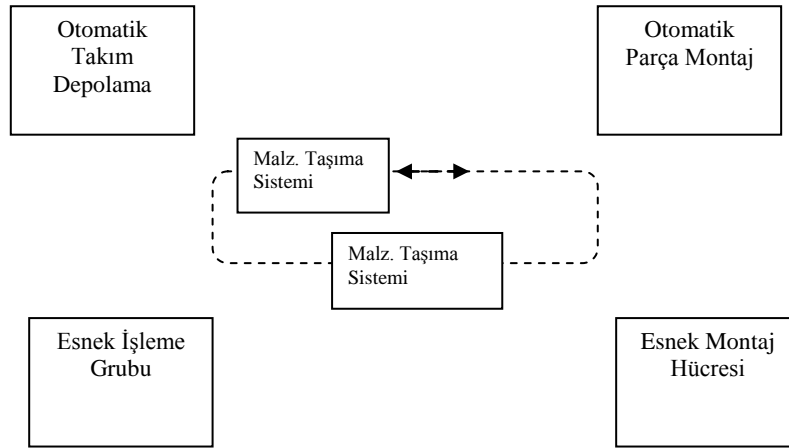 Otomatik
Takım
Depolama
Otomatik
Parça Montaj
Malz. Taşıma
Sistemi
Malz. Taşıma
Sistemi
Esnek İşleme
Grubu
Esnek Montaj
Hücresi